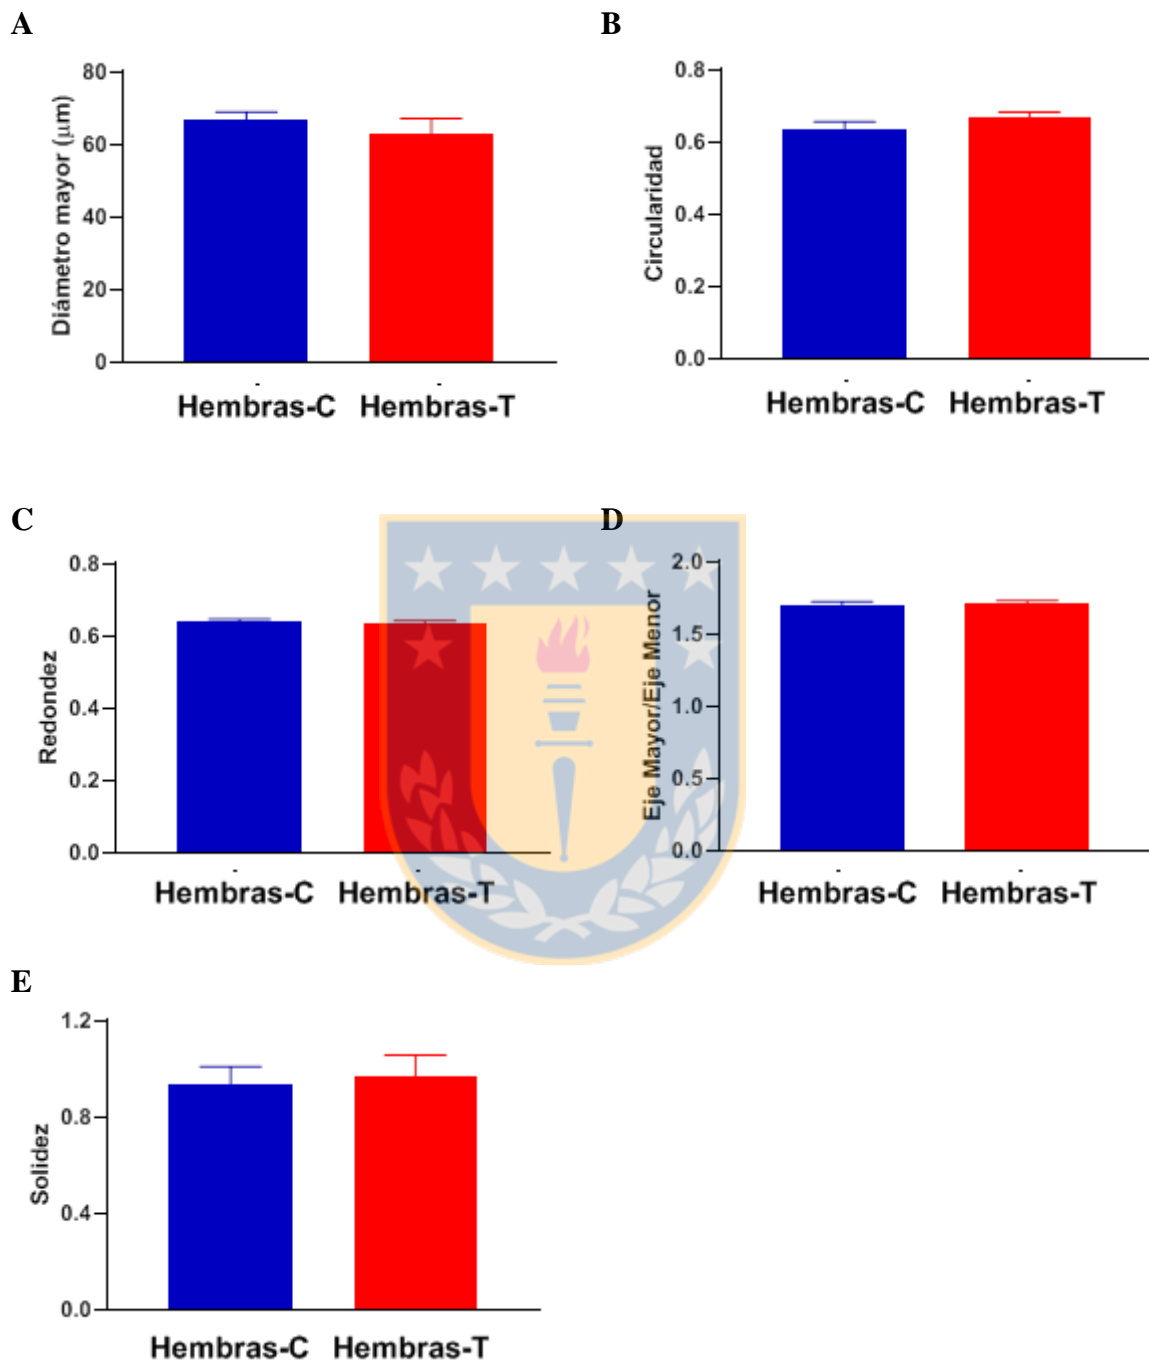 A
Diámetro mayor (µm)
80
60
40
20
0
Hembras-C Hembras-T
B
Circularidad
0.8
0.6
0.4
0.2
0.0
Hembras-C Hembras-T
C
Redondez
0.8
0.6
0.4
0.2
0.0
Hembras-C Hembras-T
D
Eje Mayor/Eje Menor
2.0
1.5
1.0
0.5
0.0
Hembras-C Hembras-T
E
Solidez
1.2
0.8
0.4
0.0
Hembras-C Hembras-T